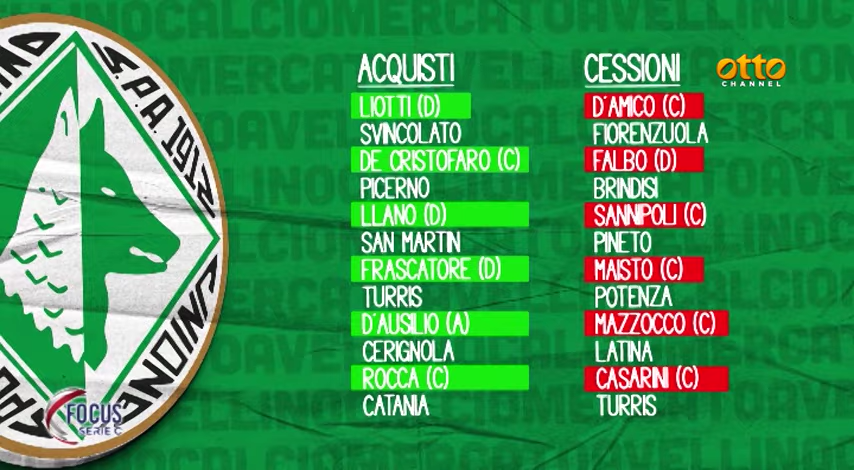 ACQUISTI
LIOTTI (D)
SVINCOLATO
DE CRISTOFARO (C)
PICERNO
LLANO (D)
SAN MARTIN
FRASCATORE (D)
TURRIS
D'AUSILIO (A)
CERIGNOLA
ROCCA (C)
CATANIA
CESSIONI
D'AMICO (C)
FIORENZUOLA
FALBO (D)
BRINDISI
SANNIPOLI (C)
PINETO
MAISTO (C)
POTENZA
MAZZOCCO (C)
LATINA
CASARINI (C)
TURRIS
otto
CHANNEL
S.P.A. 1912
UNIONE
FOCUS
SERIE C